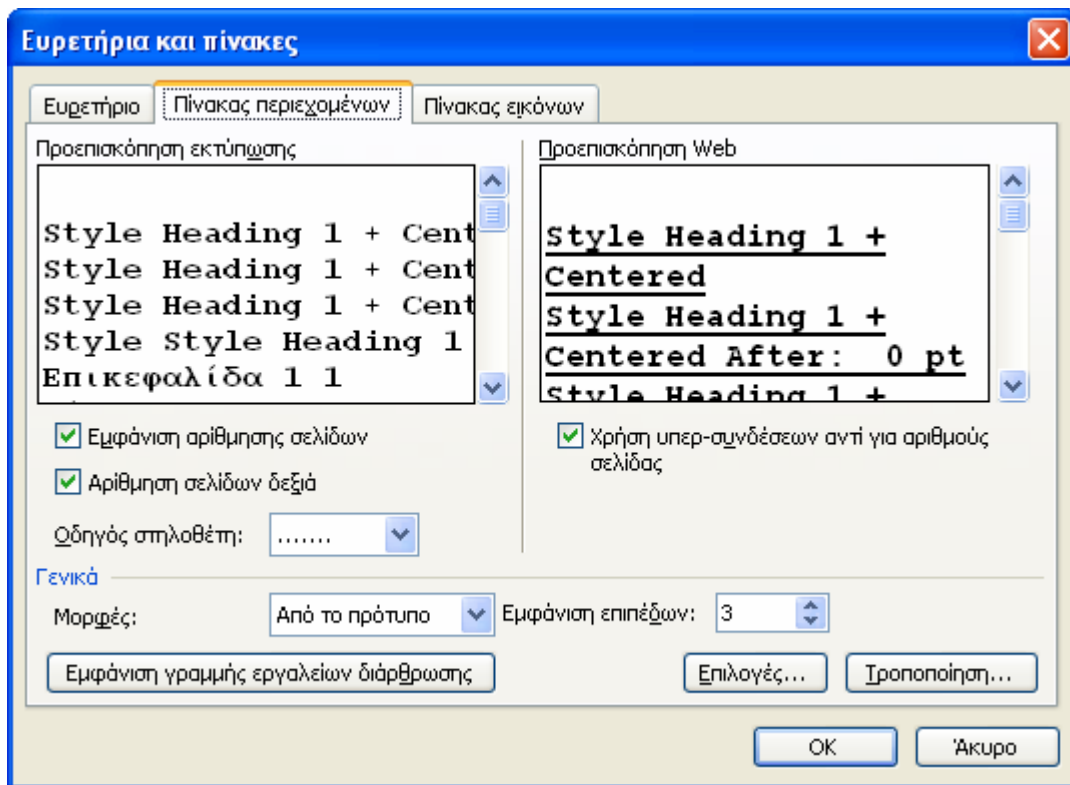 Ευρετήρια και πίνακες
Ευρετήριο
Πίνακας περιεχομένων
Πίνακας εικόνων
Προεπισκόπηση εκτύπωσης
Style Heading 1 + Cent
Style Heading 1 + Cent
Style Heading 1 + Cent
Style Style Heading 1
Επικεφαλίδα 1 1
Προεπισκόπηση Web
Style Heading 1 +
Centered
Style Heading 1 +
Centered After: 0 pt
Style Heading 1 +
Εμφάνιση αρίθμησης σελίδων
Αρίθμηση σελίδων δεξιά
Οδηγός στηλοθέτη: .......
Χρήση υπερ-συνδέσεων αντί για αριθμούς
σελίδας
Γενικά
Μορφές: Από το πρότυπο Εμφάνιση επιπέδων: 3
Εμφάνιση γραμμής εργαλείων διάρθρωσης
Επιλογές...
Τροποποίηση...
OK
Άκυρο